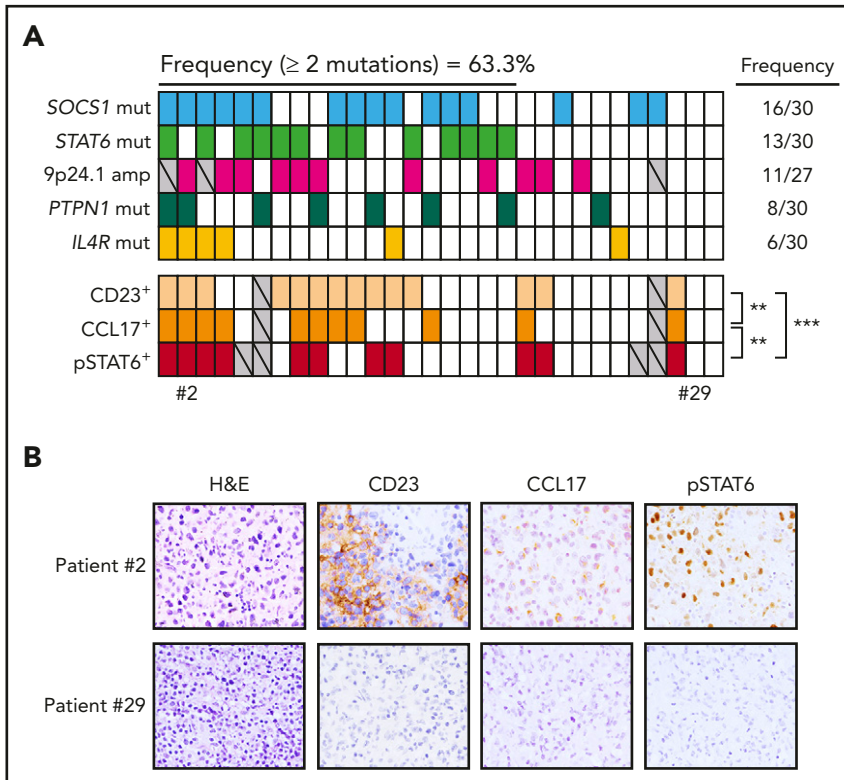 A
Frequency (≥ 2 mutations) = 63.3%
Frequency
SOCS1 mut
16/30
STAT6 mut
13/30
9p24.1 amp
11/27
PTPN1 mut
8/30
IL4R mut
6/30
CD23+
CCL17+
pSTAT6+
**
**
***
#2
#29
B
H&E
CD23
CCL17
pSTAT6
Patient #2
Patient #29